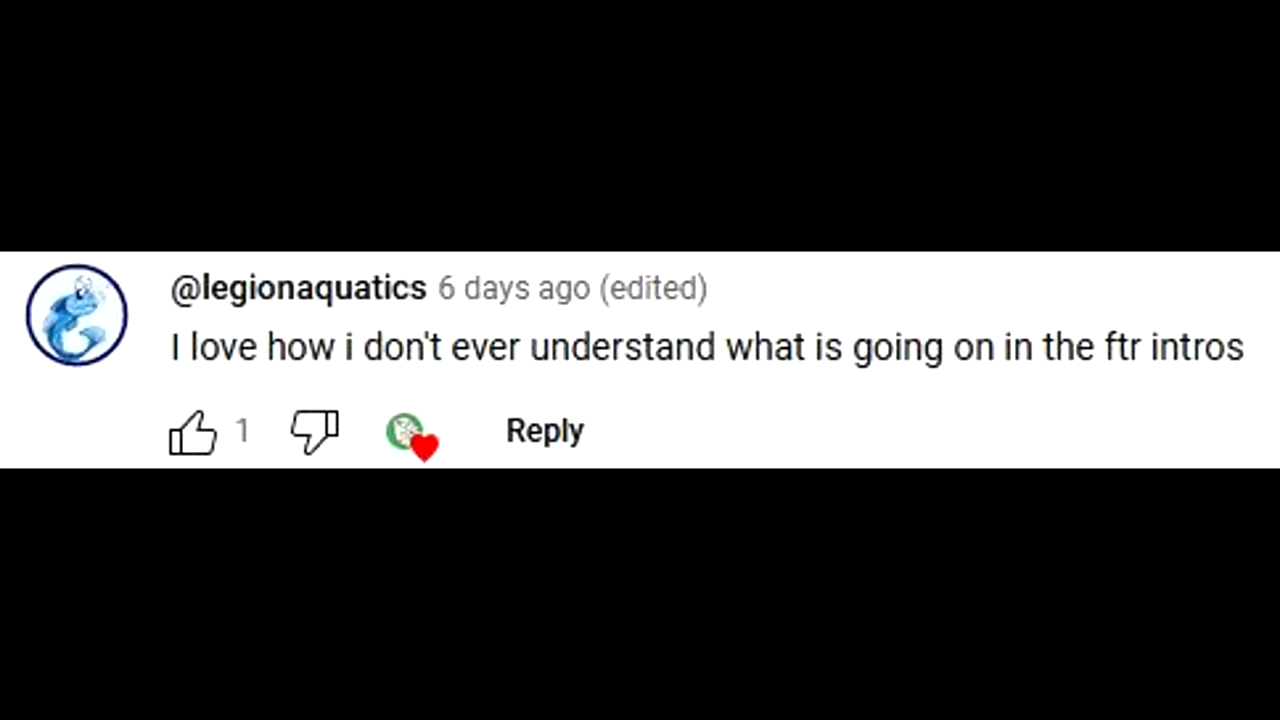 @legionaquatics 6 days ago (edited)
I love how i don't ever understand what is going on in the ftr intros
1 Reply